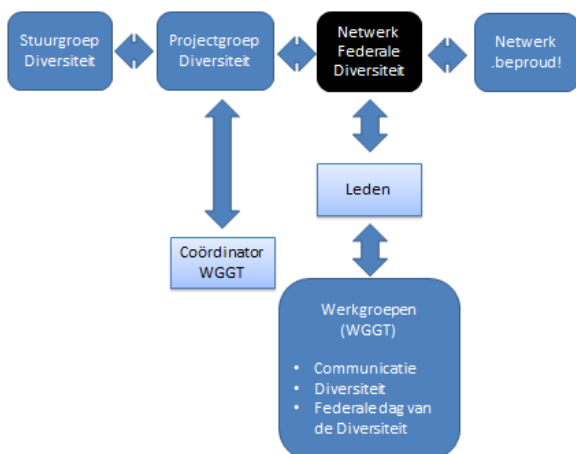 Stuurgroep
Diversiteit
Projectgroep
Diversiteit
Netwerk
Federale
Diversiteit
Netwerk
.beproud!
Leden
Coördinator
WGGT
Werkgroepen
(WGGT)
• Communicatie
• Diversiteit
• Federale dag van
de Diversiteit